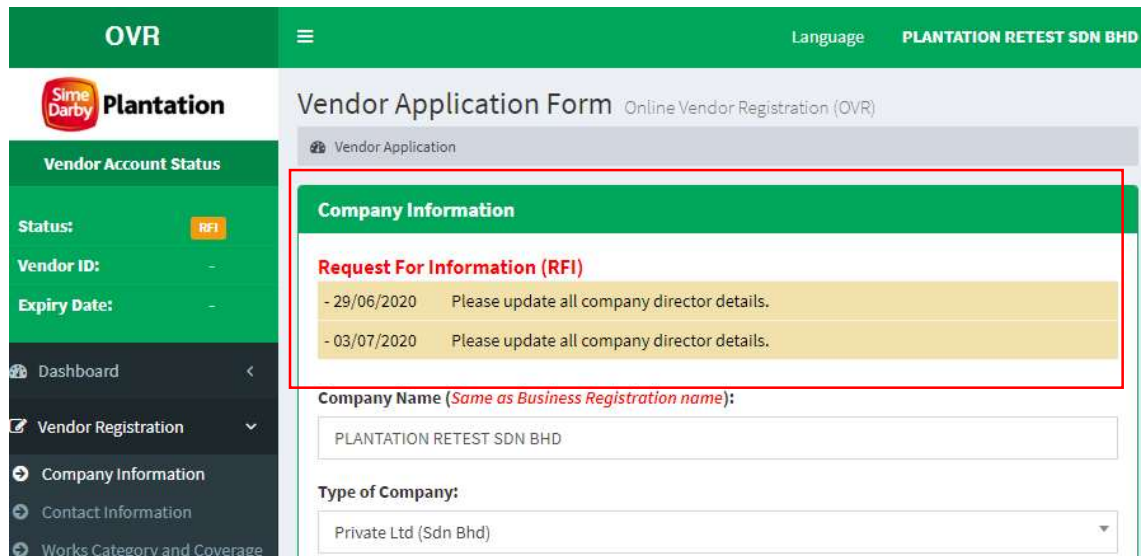 OVR
Language PLANTATION RETEST SDN BHD
Sime Darby Plantation
Vendor Account Status
Status: RFI
Vendor ID: -
Expiry Date: -
Dashboard
Vendor Registration
Company Information
Contact Information
Works Category and Coverage
Vendor Application Form Online Vendor Registration (OVR)
Vendor Application
Company Information
Request For Information (RFI)
- 29/06/2020 Please update all company director details.
- 03/07/2020 Please update all company director details.
Company Name (Same as Business Registration name):
PLANTATION RETEST SDN BHD
Type of Company:
Private Ltd (Sdn Bhd)